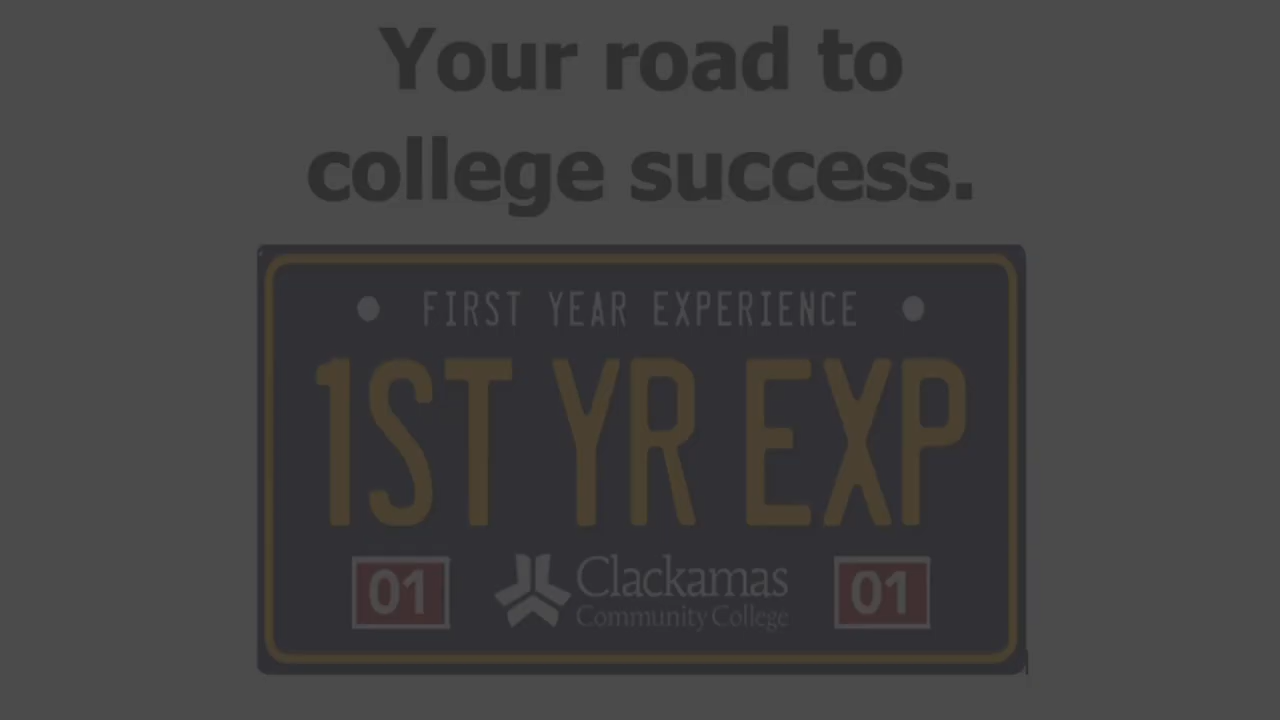 Your road to
college success.
FIRST YEAR EXPERIENCE
1ST YR EXP
01 Clackamas 01
Community College